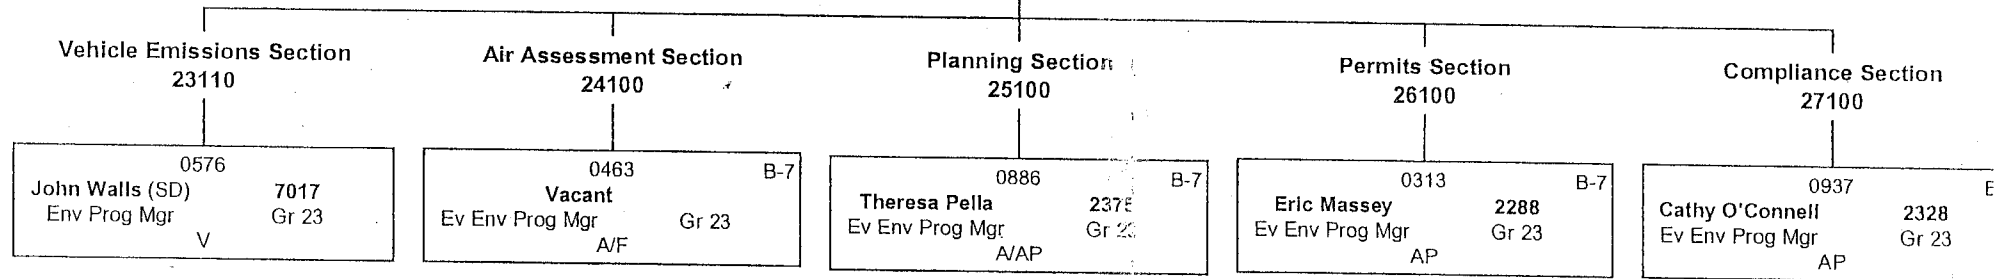 Vehicle Emissions Section
23110
Air Assessment Section
24100
Planning Section
25100
Permits Section
26100
Compliance Section
27100
0576
John Walls (SD) 7017
Env Prog Mgr Gr 23
V
0463 B-7
Vacant
Ev Env Prog Mgr Gr 23
A/F
0886 B-7
Theresa Pella
Ev Env Prog Mgr Gr
A/AP
0313 B-7
Eric Massey 2288
Ev Env Prog Mgr Gr 23
AP
0937
Cathy O'Connell 2328
Ev Env Prog Mgr Gr 23
AP